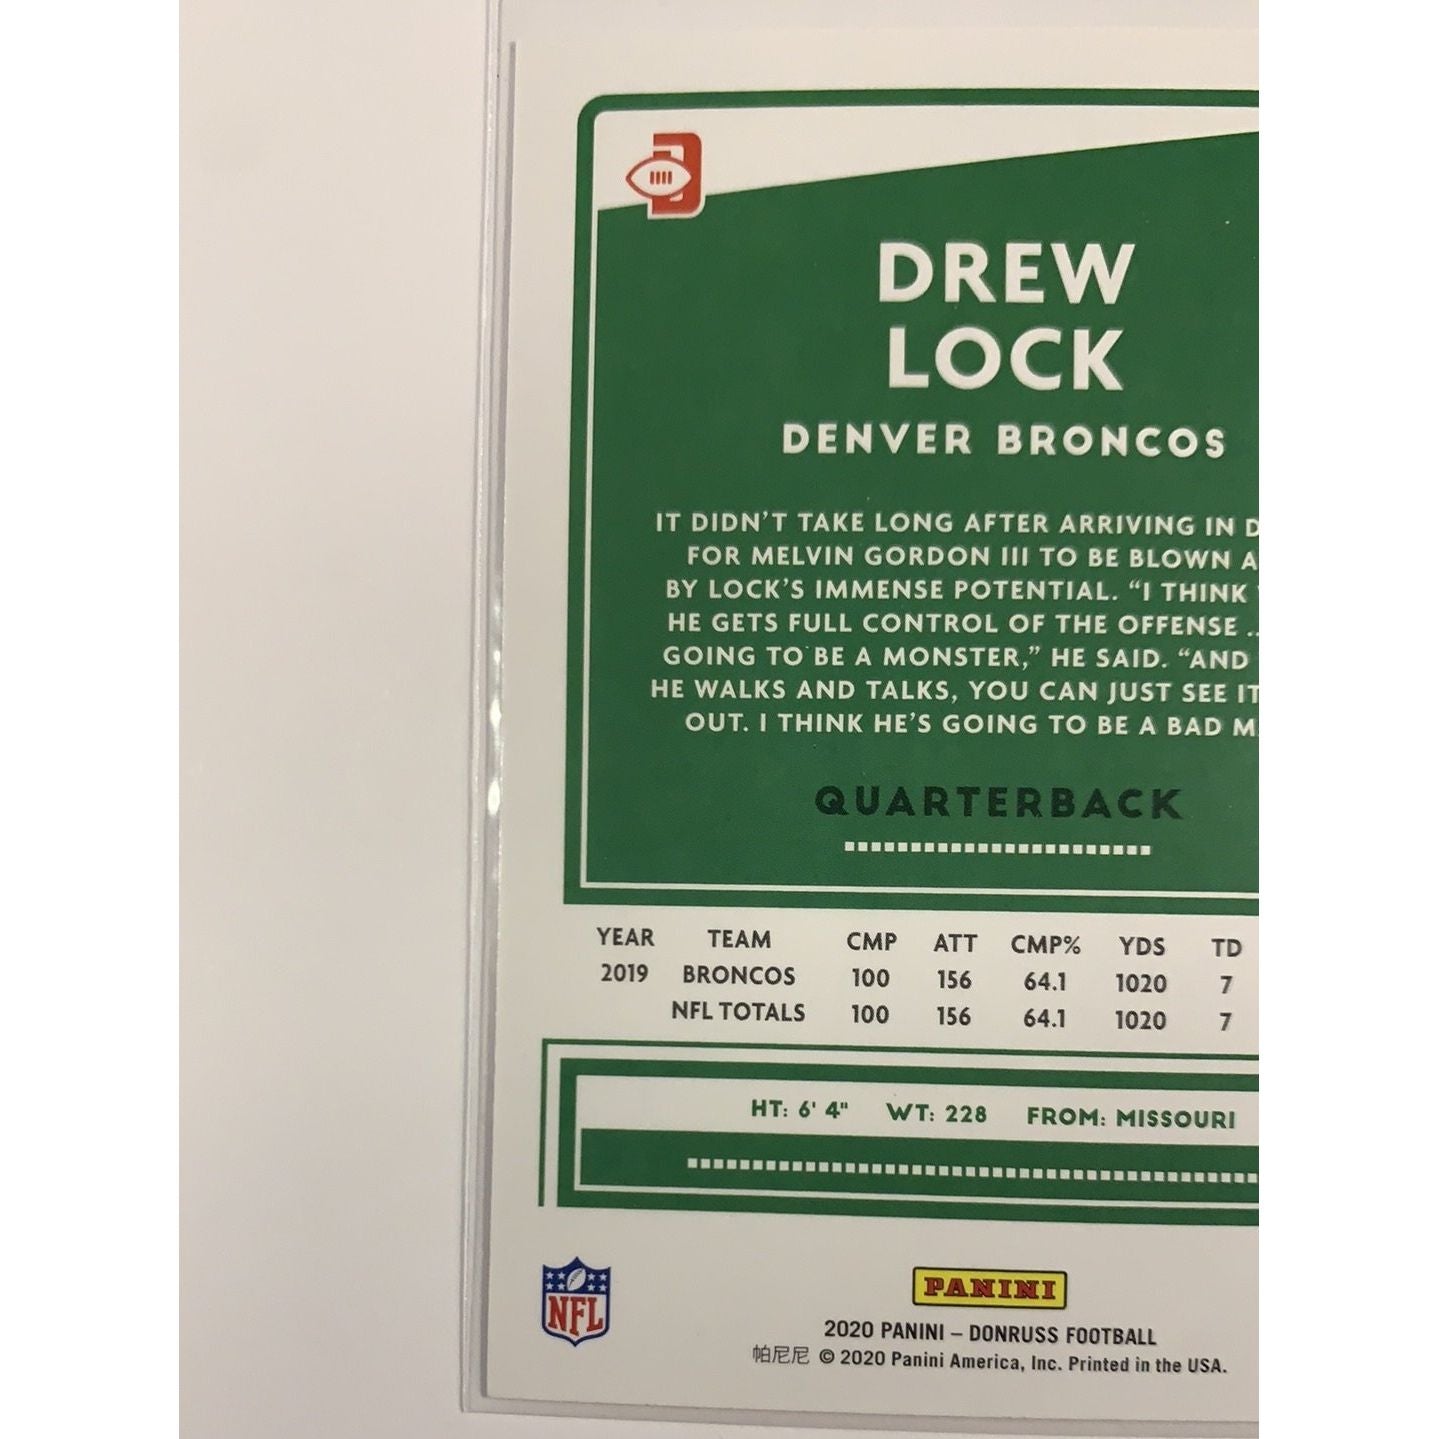 DREW
LOCK
DENVER BRONCOS
IT DIDN'T TAKE LONG AFTER ARRIVING IN
FOR MELVIN GORDON III TO BE BLOWN
BY LOCK'S IMMENSE POTENTIAL. "I THINK
HE GETS FULL CONTROL OF THE OFFENSE ..
GOING TO BE A MONSTER," HE SAID. "AND
HE WALKS AND TALKS, YOU CAN JUST SEE IT
OUT. I THINK HE'S GOING TO BE A BAD
QUARTERBACK
YEAR TEAM CMP ATT CMP% YDS TD
2019 BRONCOS 100 156 64.1 1020 7
NFL TOTALS 100 156 64.1 1020 7
HT: 6' 4" WT: 228 FROM: MISSOURI
NFL
PANINI
2020 PANINI – DONRUSS FOOTBALL
帕尼尼 © 2020 Panini America, Inc. Printed in the USA.